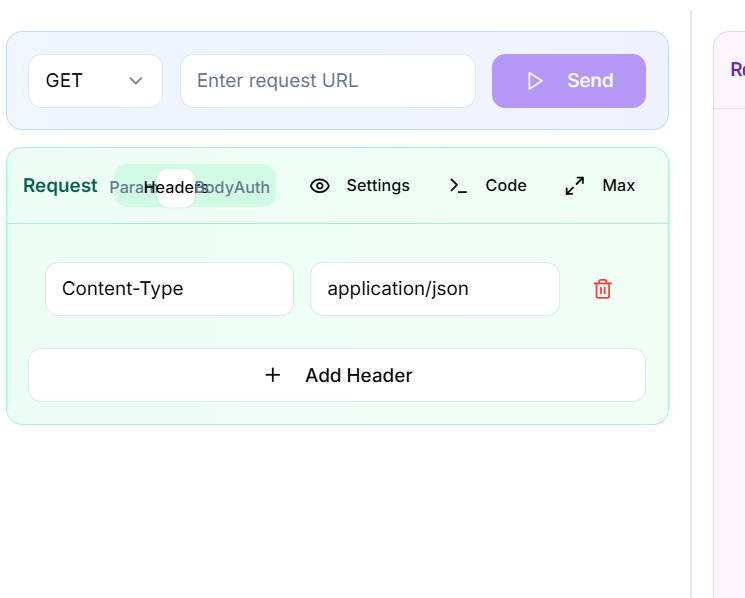 GET Enter request URL Send
Request Params Headers Body Auth Settings Code Max
Content-Type application/json
Add Header